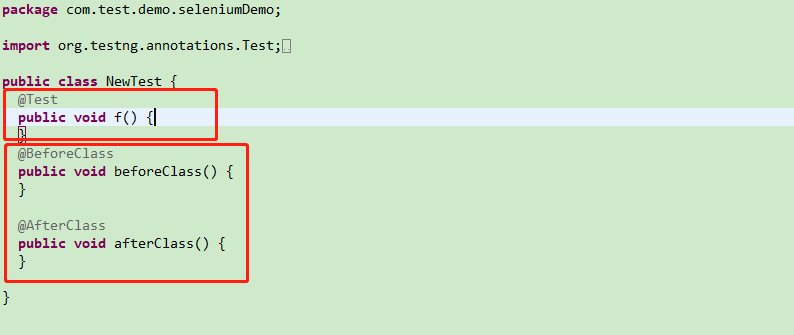 package com.test.demo.seleniumDemo;
import org.testng.annotations.Test;
public class NewTest {
@Test
public void f() {
}
@BeforeClass
public void beforeClass() {
}
@AfterClass
public void afterClass() {
}
}